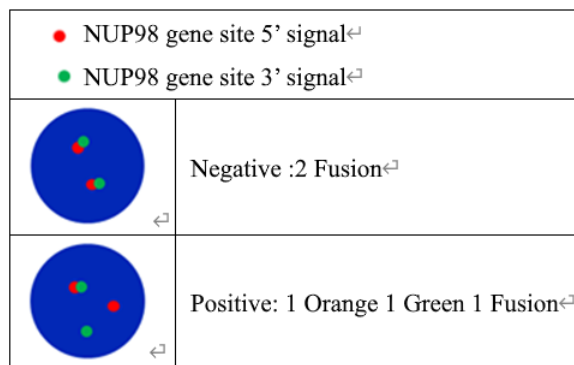 NUP98 gene site 5’ signal↵
NUP98 gene site 3’ signal↵
Negative :2 Fusion↵
↵
Positive: 1 Orange 1 Green 1 Fusion↵
↵